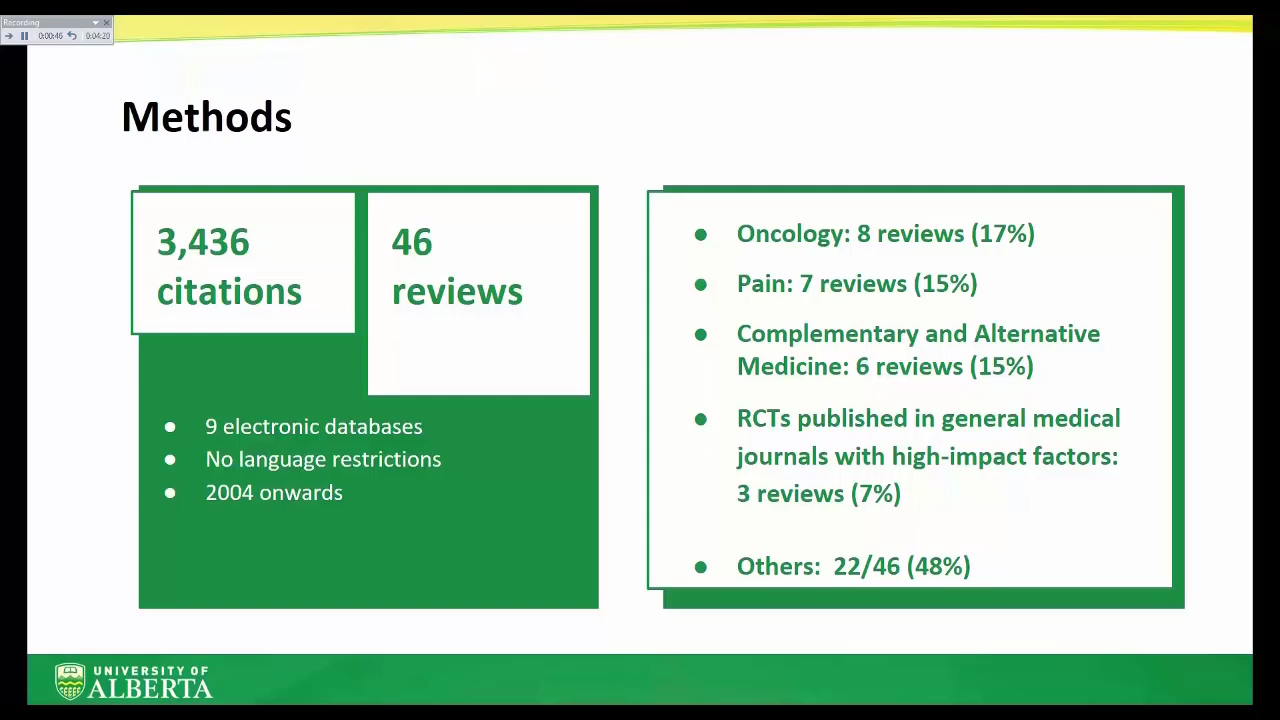 Recording
0:00:46
0:04:20
Methods
3,436
citations
46
reviews
● 9 electronic databases
● No language restrictions
● 2004 onwards
● Oncology: 8 reviews (17%)
● Pain: 7 reviews (15%)
● Complementary and Alternative
Medicine: 6 reviews (15%)
● RCTs published in general medical
journals with high-impact factors:
3 reviews (7%)
● Others: 22/46 (48%)
UNIVERSITY OF
ALBERTA